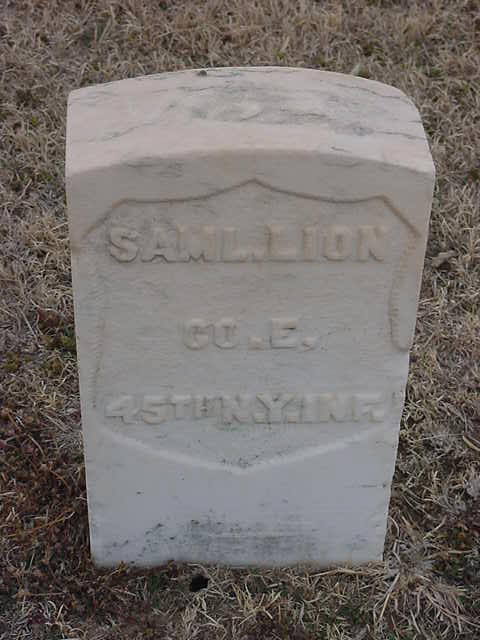 SAML. LION
CO. E.
45TH N.Y. INF.